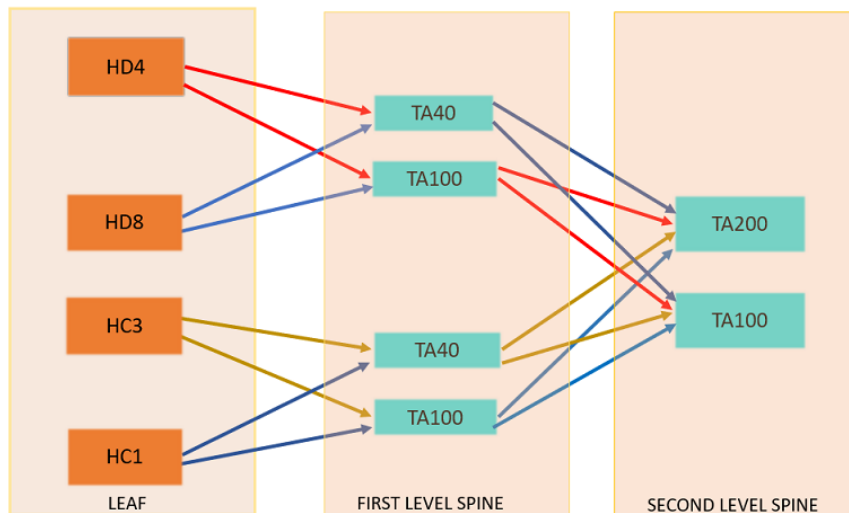 HD4
HD8
HC3
HC1
LEAF
TA40
TA100
TA40
TA100
FIRST LEVEL SPINE
TA200
TA100
SECOND LEVEL SPINE